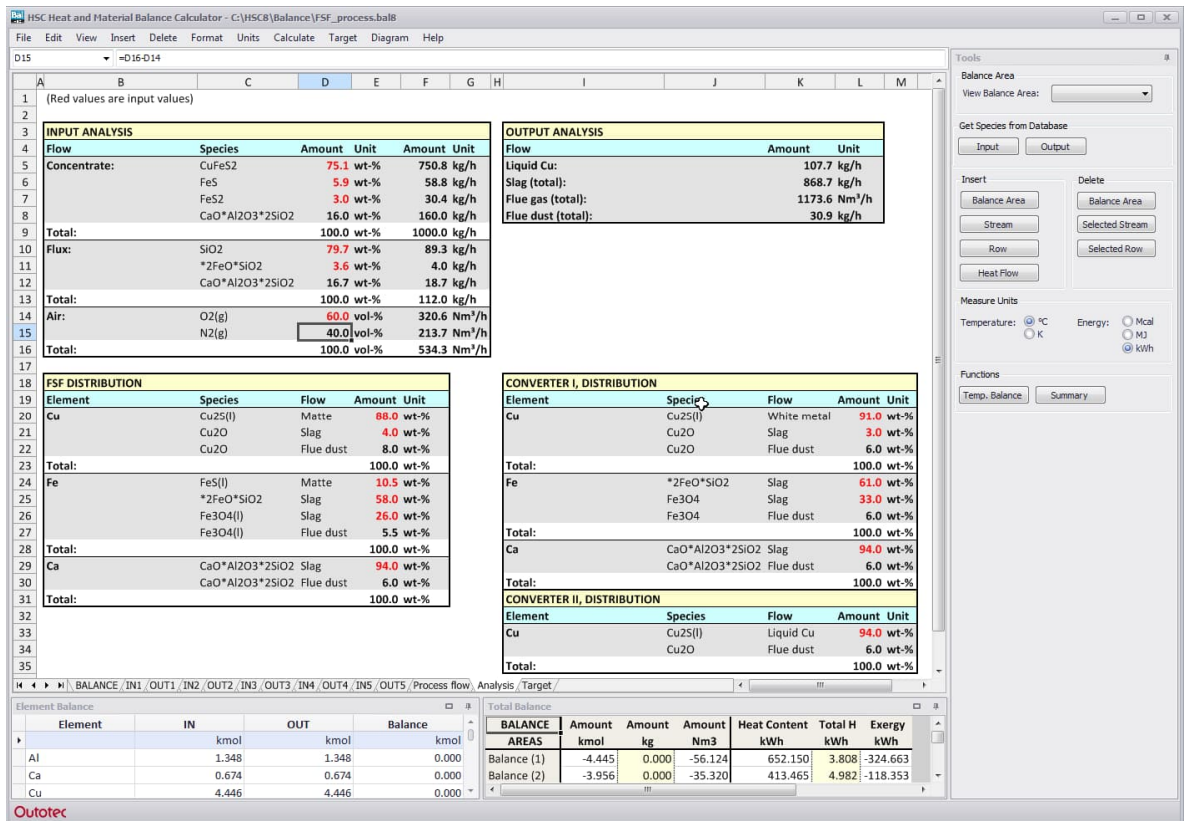 HSC Heat and Material Balance Calculator - C:\HSC8\Balance\FSF_process.bal8
File Edit View Insert Delete Format Units Calculate Target Diagram Help
D15 =D16-D14
A B C D E F G H I J K L M
1 (Red values are input values)
2
3 INPUT ANALYSIS OUTPUT ANALYSIS
4 Flow Species Amount Unit Amount Unit Flow Amount Unit
5 Concentrate: CuFeS2 75.1 wt-% 750.8 kg/h Liquid Cu: 107.7 kg/h
6 FeS 5.9 wt-% 58.8 kg/h Slag (total): 868.7 kg/h
7 FeS2 3.0 wt-% 30.4 kg/h Flue gas (total): 1173.6 Nm³/h
8 CaO*Al2O3*2SiO2 16.0 wt-% 160.0 kg/h Flue dust (total): 30.9 kg/h
9 Total: 100.0 wt-% 1000.0 kg/h
10 Flux: SiO2 79.7 wt-% 89.3 kg/h
11 *2FeO*SiO2 3.6 wt-% 4.0 kg/h
12 CaO*Al2O3*2SiO2 16.7 wt-% 18.7 kg/h
13 Total: 100.0 wt-% 112.0 kg/h
14 Air: O2(g) 60.0 vol-% 320.6 Nm³/h
15 N2(g) 40.0 vol-% 213.7 Nm³/h
16 Total: 100.0 vol-% 534.3 Nm³/h
17
18 FSF DISTRIBUTION CONVERTER I, DISTRIBUTION
19 Element Species Flow Amount Unit Element Species Flow Amount Unit
20 Cu Cu2S(l) Matte 88.0 wt-% Cu Cu2S(l) White metal 91.0 wt-%
21 Cu2O Slag 4.0 wt-% Cu2O Slag 3.0 wt-%
22 Cu2O Flue dust 8.0 wt-% Cu2O Flue dust 6.0 wt-%
23 Total: 100.0 wt-% Total: 100.0 wt-%
24 Fe FeS(l) Matte 10.5 wt-% Fe *2FeO*SiO2 Slag 61.0 wt-%
25 *2FeO*SiO2 Slag 58.0 wt-% Fe3O4 Slag 33.0 wt-%
26 Fe3O4(l) Slag 26.0 wt-% Fe3O4 Flue dust 6.0 wt-%
27 Fe3O4(l) Flue dust 5.5 wt-% Total: 100.0 wt-%
28 Total: 100.0 wt-% Ca CaO*Al2O3*2SiO2 Slag 94.0 wt-%
29 Ca CaO*Al2O3*2SiO2 Slag 94.0 wt-% CaO*Al2O3*2SiO2 Flue dust 6.0 wt-%
30 CaO*Al2O3*2SiO2 Flue dust 6.0 wt-% Total: 100.0 wt-%
31 Total: 100.0 wt-% CONVERTER II, DISTRIBUTION
32 Element Species Flow Amount Unit
33 Cu Cu2S(l) Liquid Cu 94.0 wt-%
34 Cu2O Flue dust 6.0 wt-%
35 Total: 100.0 wt-%
BALANCE IN1 OUT1 IN2 OUT2 IN3 OUT3 IN4 OUT4 IN5 OUT5 Process flow Analysis Target
Tools
Balance Area
View Balance Area:
Get Species from Database
Input Output
Insert Delete
Balance Area Balance Area
Stream Selected Stream
Row Selected Row
Heat Flow
Measure Units
Temperature: ºC Energy: Mcal
K MJ
kWh
Functions
Temp. Balance Summary
Element Balance
Element IN OUT Balance
kmol kmol kmol
Al 1.348 1.348 0.000
Ca 0.674 0.674 0.000
Cu 4.446 4.446 0.000
Total Balance
BALANCE Amount Amount Amount Heat Content Total H Exergy
AREAS kmol kg Nm3 kWh kWh kWh
Balance (1) -4.445 0.000 -56.124 652.150 3.808 -324.663
Balance (2) -3.956 0.000 -35.320 413.465 4.982 -118.353
Outotec